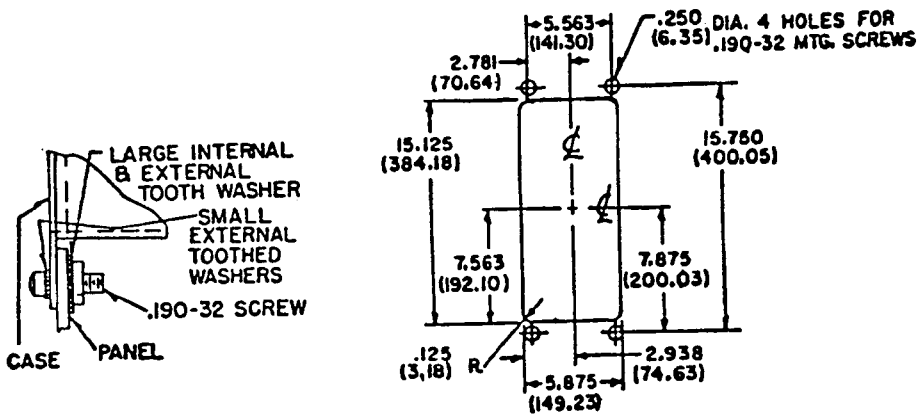 LARGE INTERNAL
& EXTERNAL
TOOTH WASHER
SMALL
EXTERNAL
TOOTHED
WASHERS
.190-32 SCREW
PANEL
CASE
5.563
(141.30)
.250 DIA. 4 HOLES FOR
(6.35) .190-32 MTG. SCREWS
2.781
(70.64)
15.125
(384.18)
℄
15.750
(400.05)
℄
7.563
(192.10)
7.875
(200.03)
.125 R
(3,18)
2.938
(74.63)
5.875
(149.23)